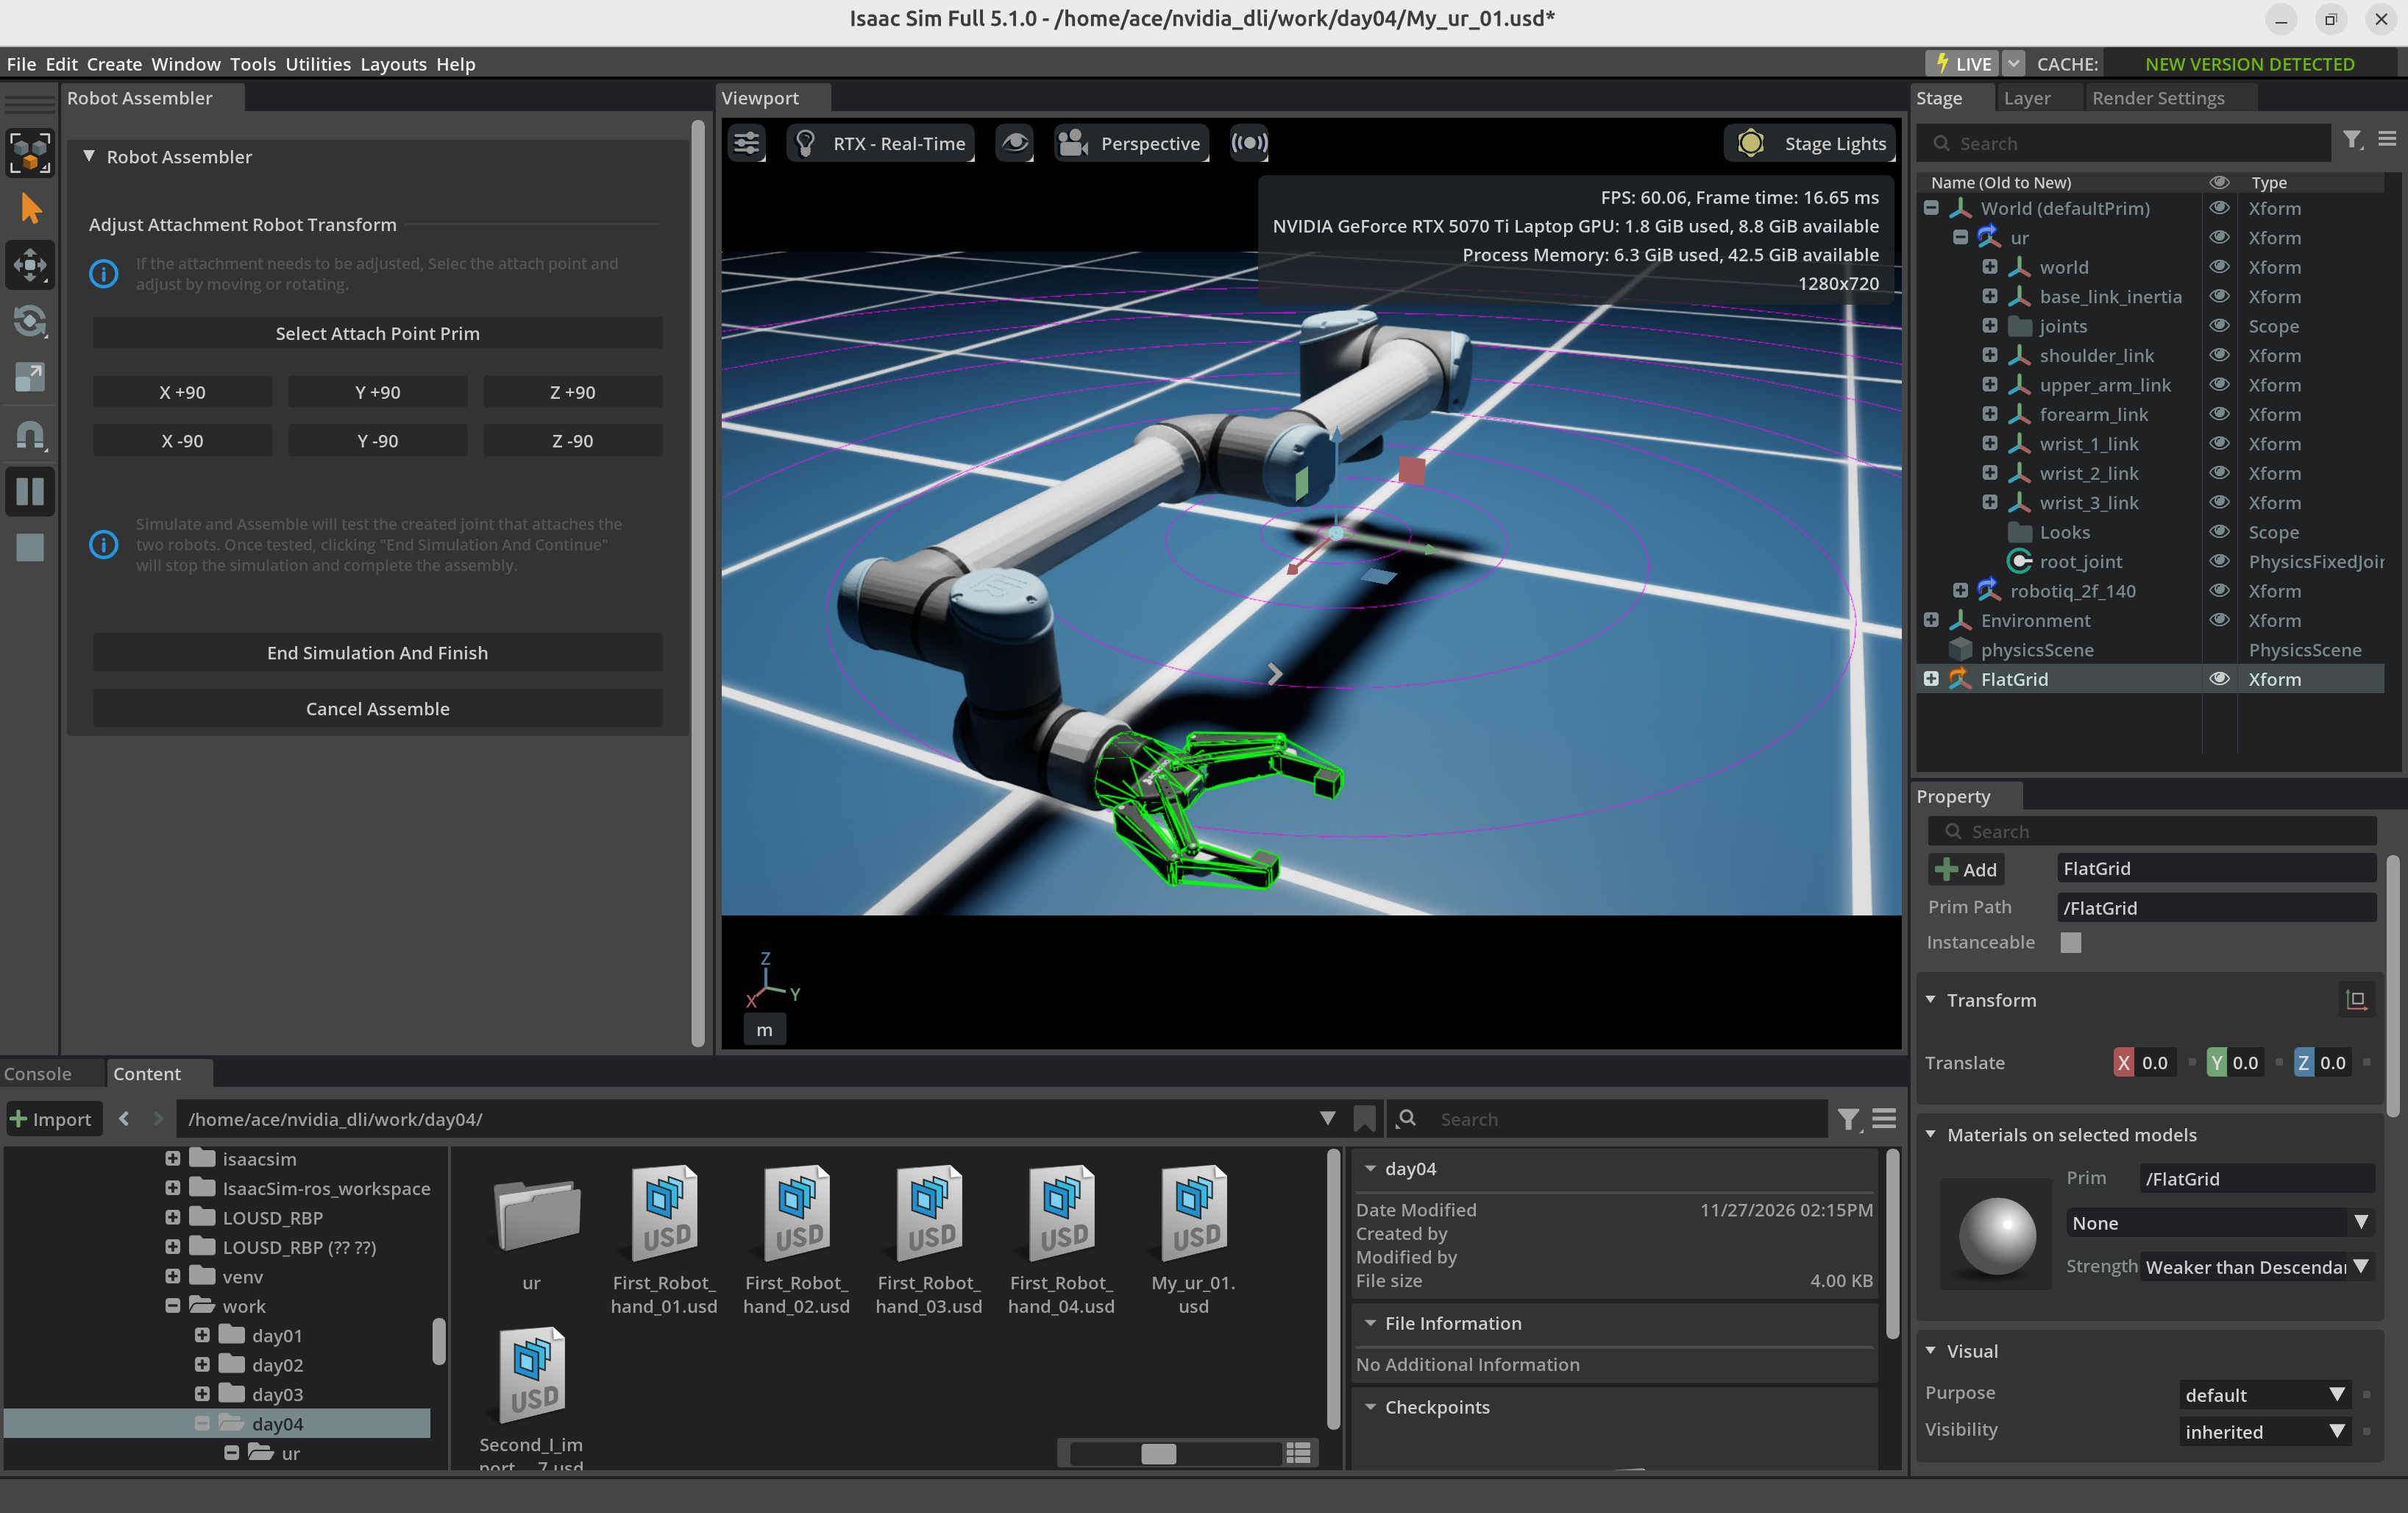 Isaac Sim Full 5.1.0 - /home/ace/nvidia_dli/work/day04/My_ur_01.usd*
File Edit Create Window Tools Utilities Layouts Help
LIVE CACHE: NEW VERSION DETECTED
Robot Assembler
Robot Assembler
Adjust Attachment Robot Transform
If the attachment needs to be adjusted, Selec the attach point and
adjust by moving or rotating.
Select Attach Point Prim
X +90 Y +90 Z +90
X -90 Y -90 Z -90
Simulate and Assemble will test the created joint that attaches the
two robots. Once tested, clicking "End Simulation And Continue"
will stop the simulation and complete the assembly.
End Simulation And Finish
Cancel Assemble
Viewport
RTX - Real-Time Perspective Stage Lights
FPS: 60.06, Frame time: 16.65 ms
NVIDIA GeForce RTX 5070 Ti Laptop GPU: 1.8 GiB used, 8.8 GiB available
Process Memory: 6.3 GiB used, 42.5 GiB available
1280x720
Z
X Y
m
Stage Layer Render Settings
Search
Name (Old to New) Type
World (defaultPrim) Xform
ur Xform
world Xform
base_link_inertia Xform
joints Scope
shoulder_link Xform
upper_arm_link Xform
forearm_link Xform
wrist_1_link Xform
wrist_2_link Xform
wrist_3_link Xform
Looks Scope
root_joint PhysicsFixedJoir
robotiq_2f_140 Xform
Environment Xform
physicsScene PhysicsScene
FlatGrid Xform
Property
Search
Add FlatGrid
Prim Path /FlatGrid
Instanceable
Transform
Translate X 0.0 Y 0.0 Z 0.0
Materials on selected models
Prim /FlatGrid
None
Strength Weaker than Descendar
Visual
Purpose default
Visibility inherited
Console Content
Import /home/ace/nvidia_dli/work/day04/ Search
isaacsim
IsaacSim-ros_workspace
LOUSD_RBP
LOUSD_RBP (?? ??)
venv
work
day01
day02
day03
day04
ur
ur
First_Robot_
hand_01.usd
First_Robot_
hand_02.usd
First_Robot_
hand_03.usd
First_Robot_
hand_04.usd
My_ur_01.
usd
USD
USD
USD
USD
USD
USD
Second_I_im
day04
Date Modified 11/27/2026 02:15PM
Created by
Modified by
File size 4.00 KB
File Information
No Additional Information
Checkpoints